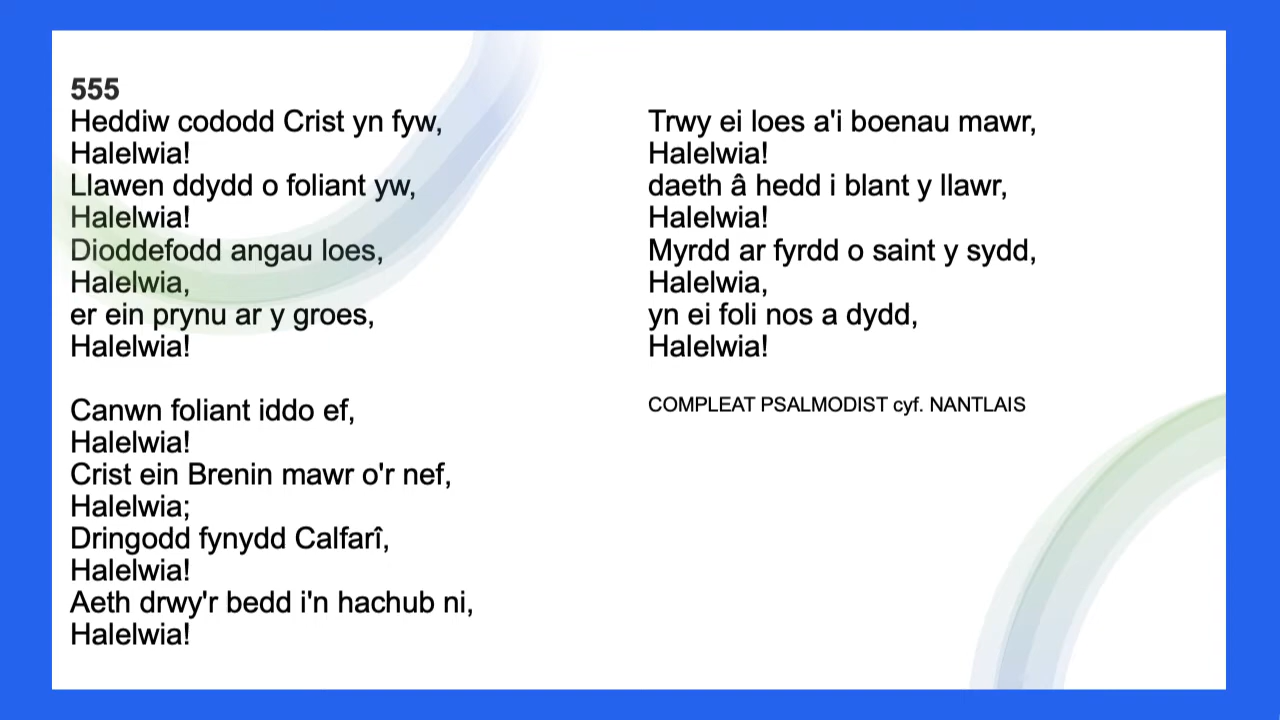 555
Heddiw cododd Crist yn fyw,
Halelwia!
Llawen ddydd o foliant yw,
Halelwia!
Dioddefodd angau loes,
Halelwia,
er ein prynu ar y groes,
Halelwia!
Canwn foliant iddo ef,
Halelwia!
Crist ein Brenin mawr o'r nef,
Halelwia;
Dringodd fynydd Calfarî,
Halelwia!
Aeth drwy'r bedd i'n hachub ni,
Halelwia!
Trwy ei loes a'i boenau mawr,
Halelwia!
daeth â hedd i blant y llawr,
Halelwia!
Myrdd ar fyrdd o saint y sydd,
Halelwia,
yn ei foli nos a dydd,
Halelwia!
COMPLEAT PSALMODIST cyf. NANTLAIS